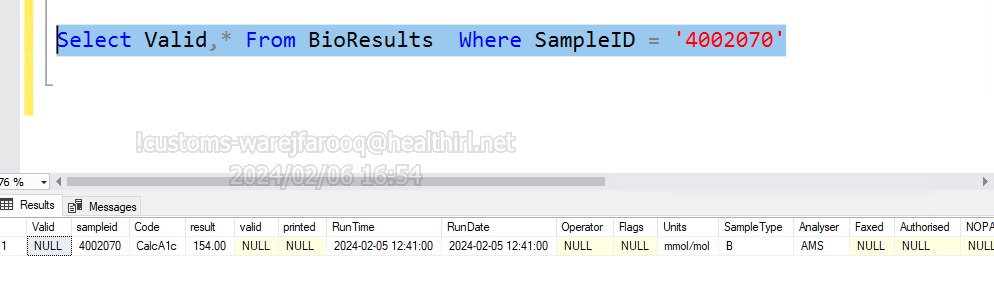 Select Valid,* From BioResults  Where SampleID = '4002070'
!customs-warejfarooq@healthirl.net
2024/02/06 16:54
76 %
Results Messages
Valid sampleid Code result valid printed RunTime RunDate Operator Flags Units SampleType Analyser Faxed Authorised NOPA
1 NULL 4002070 CalcA1c 154.00 NULL NULL 2024-02-05 12:41:00 2024-02-05 12:41:00 NULL NULL mmol/mol B AMS NULL NULL NULL